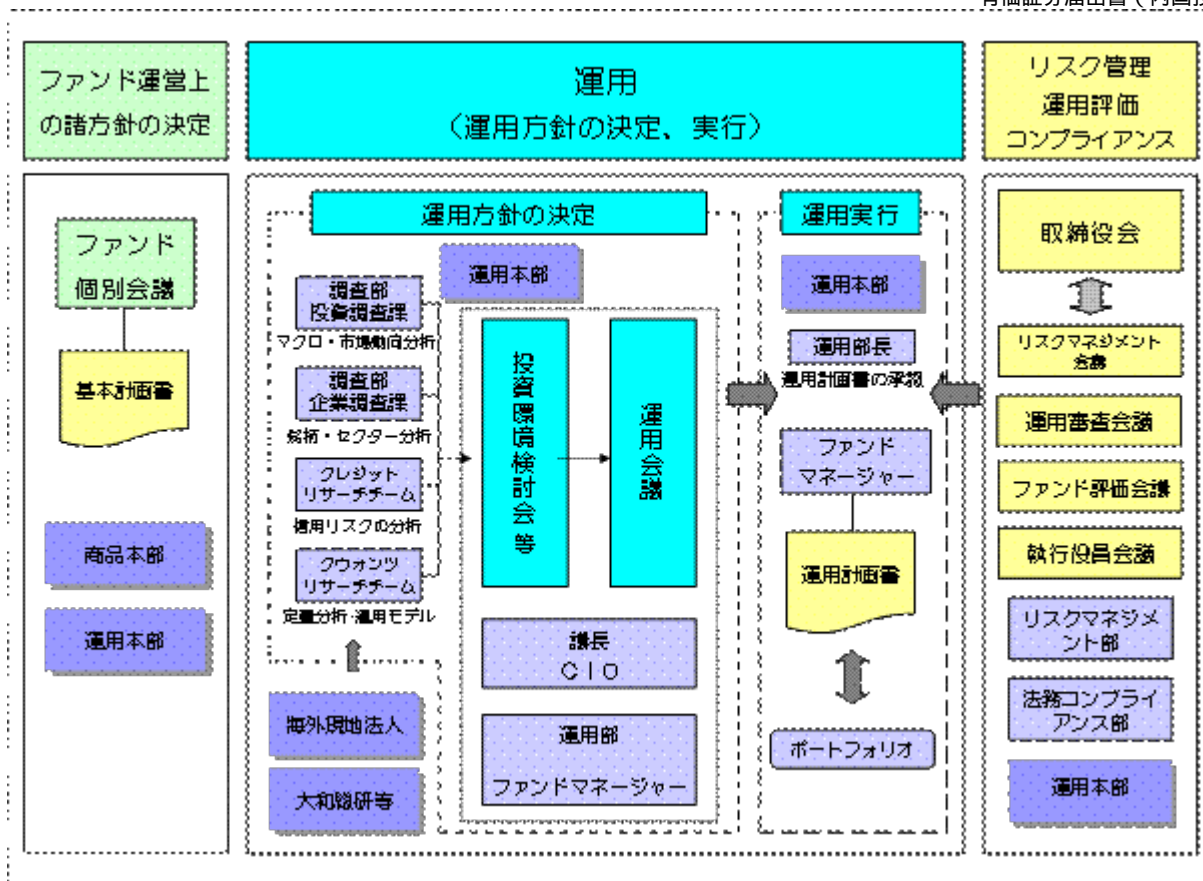 有価証券届出書(内国投
ファンド運営上
の諸方針の決定
運用
(運用方針の決定、実行)
リスク管理
運用評価
コンプライアンス
ファンド
個別会議
基本計画書
商品本部
運用本部
運用方針の決定
運用本部
調査部
投資調査課
マクロ・市場動向分析
調査部
企業調査課
銘柄・セクター分析
クレジット
リサーチチーム
信用リスクの分析
クウォンツ
リサーチチーム
定量分析・運用モデル
海外現地法人
大和総研等
投資環境検討会等
運用会議
議長
CIO
運用部
ファンドマネージャー
運用実行
運用本部
運用部長
運用計画書の承認
ファンド
マネージャー
運用計画書
ポートフォリオ
取締役会
リスクマネジメント
会議
運用審査会議
ファンド評価会議
執行役員会議
リスクマネジメ
ント部
法務コンプライ
アンス部
運用本部